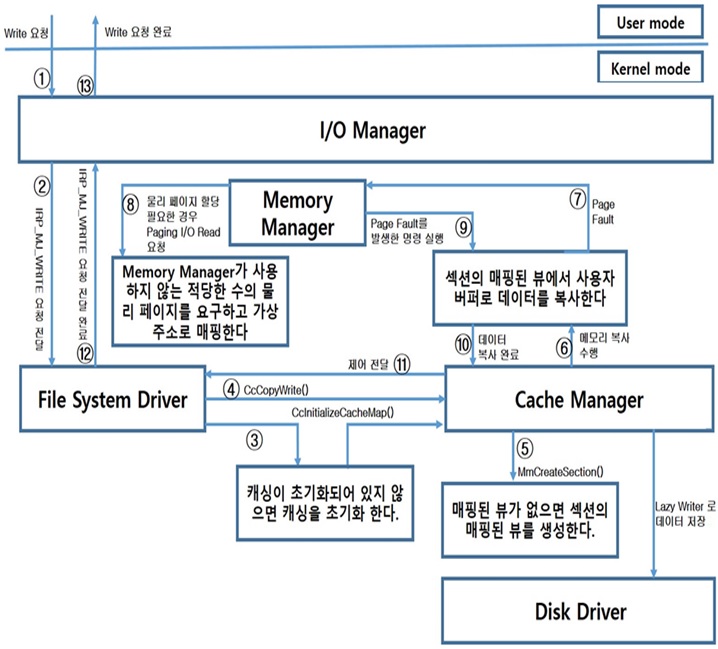 Write 요청
Write 요청 완료
User mode
Kernel mode
①
⑬
I/O Manager
②
IRP_MJ_WRITE 요청 전달
IRP_MJ_WRITE 요청 전달 완료
⑫
⑧
물리 페이지 할당
필요한 경우
Paging I/O Read
요청
Memory
Manager
Page Fault를
발생한 명령 실행
⑨
⑦
Page
Fault
Memory Manager가 사용
하지 않는 적당한 수의 물
리 페이지를 요구하고 가상
주소로 매핑한다
섹션의 매핑된 뷰에서 사용자
버퍼로 데이터를 복사한다
⑩
데이터
복사 완료
⑥
메모리 복사
수행
제어 전달
⑪
File System Driver
④
CcCopyWrite()
CcInitializeCacheMap()
③
Cache Manager
⑤
MmCreateSection()
캐싱이 초기화되어 있지 않
으면 캐싱을 초기화 한다.
매핑된 뷰가 없으면 섹션의
매핑된 뷰를 생성한다.
Lazy Writer 로
데이터 저장
Disk Driver